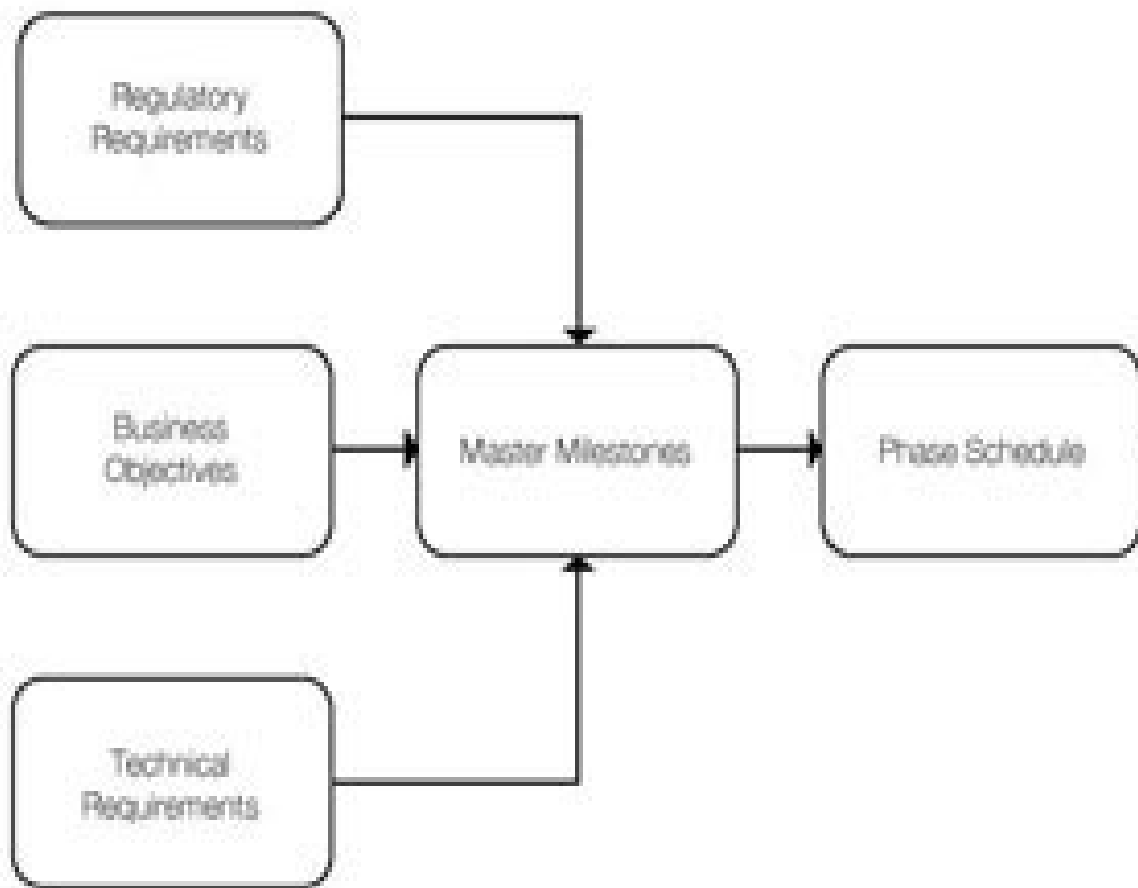 Regulatory
Requirements
Business
Objectives
Master Milestones
Phase Schedule
Technical
Requirements